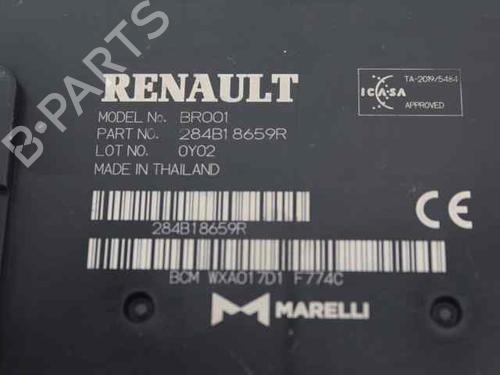 B-PARTS
RENAULT
MODEL No. BR001
PART NO. 284B18659R
LOT NO. 0Y02
MADE IN THAILAND
ICASA
TA-2019/5484
APPROVED
284B18659R
CE
BCM WXA017D1 F774C
MARELLI